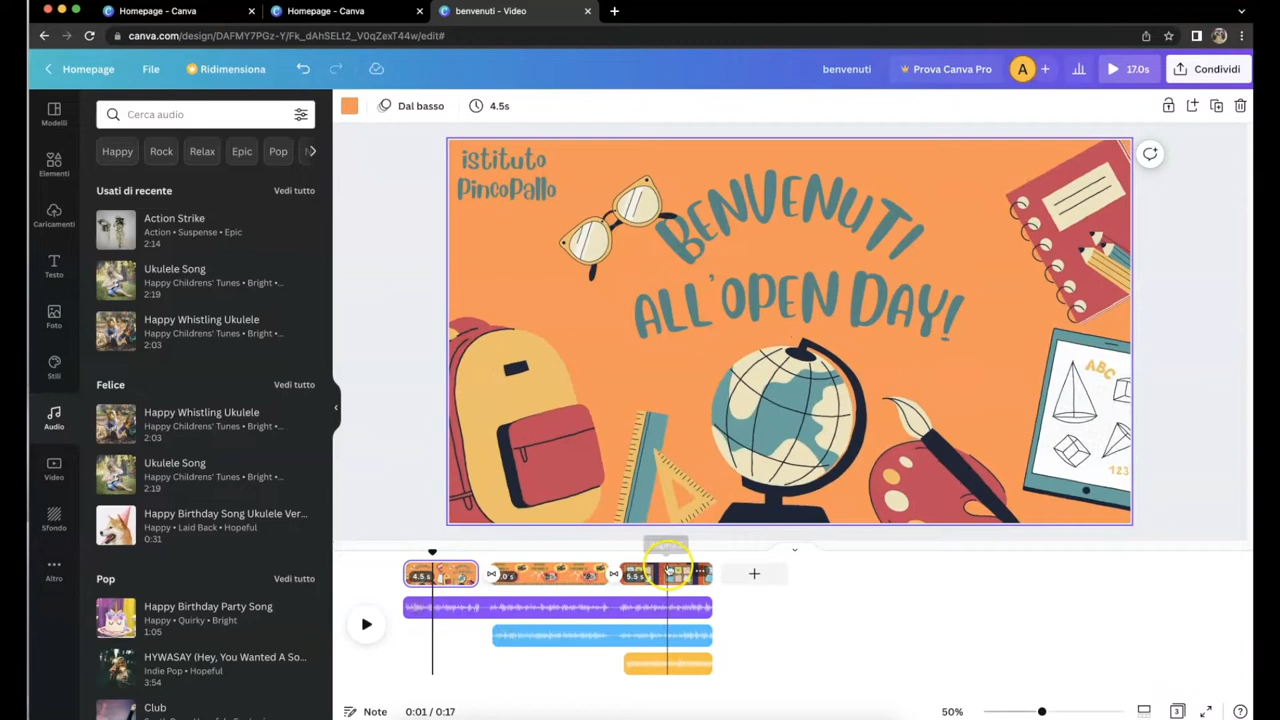 Homepage - Canva
Homepage - Canva
benvenuti - Video
canva.com/design/DAFMY7PGz-Y/Fk_dAhSELt2_V0qZexT44w/edit#
Homepage
File
Ridimensiona
benvenuti
Prova Canva Pro
A
17.0s
Condividi
Modelli
Elementi
Caricamenti
Testo
Foto
Stili
Audio
Video
Sfondo
Altro
Cerca audio
Happy
Rock
Relax
Epic
Pop
Usati di recente
Vedi tutto
Action Strike
Action • Suspense • Epic
2:14
Ukulele Song
Happy Childrens' Tunes • Bright •...
2:19
Happy Whistling Ukulele
Happy Childrens' Tunes • Bright •...
2:03
Felice
Vedi tutto
Happy Whistling Ukulele
Happy Childrens' Tunes • Bright •...
2:03
Ukulele Song
Happy Childrens' Tunes • Bright •...
2:19
Happy Birthday Song Ukulele Ver...
Happy • Laid Back • Hopeful
0:31
Pop
Vedi tutto
Happy Birthday Party Song
Happy • Quirky • Bright
1:05
HYWASAY (Hey, You Wanted A So...
Indie Pop • Hopeful
3:54
Club
Dal basso
4.5s
istituto
PincoPallo
BENVENUTI
ALL'OPEN DAY!
ABC
123
4.5 s
5.5 s
Note
0:01 / 0:17
50%
3